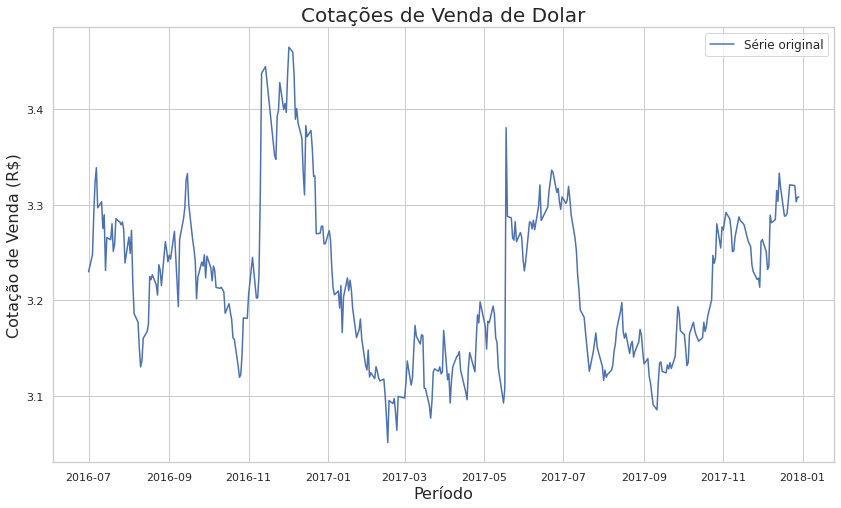 Cotações de Venda de Dolar
Série original
Cotação de Venda (R$)
3.4
3.3
3.2
3.1
2016-07 2016-09 2016-11 2017-01 2017-03 2017-05 2017-07 2017-09 2017-11 2018-01
Período